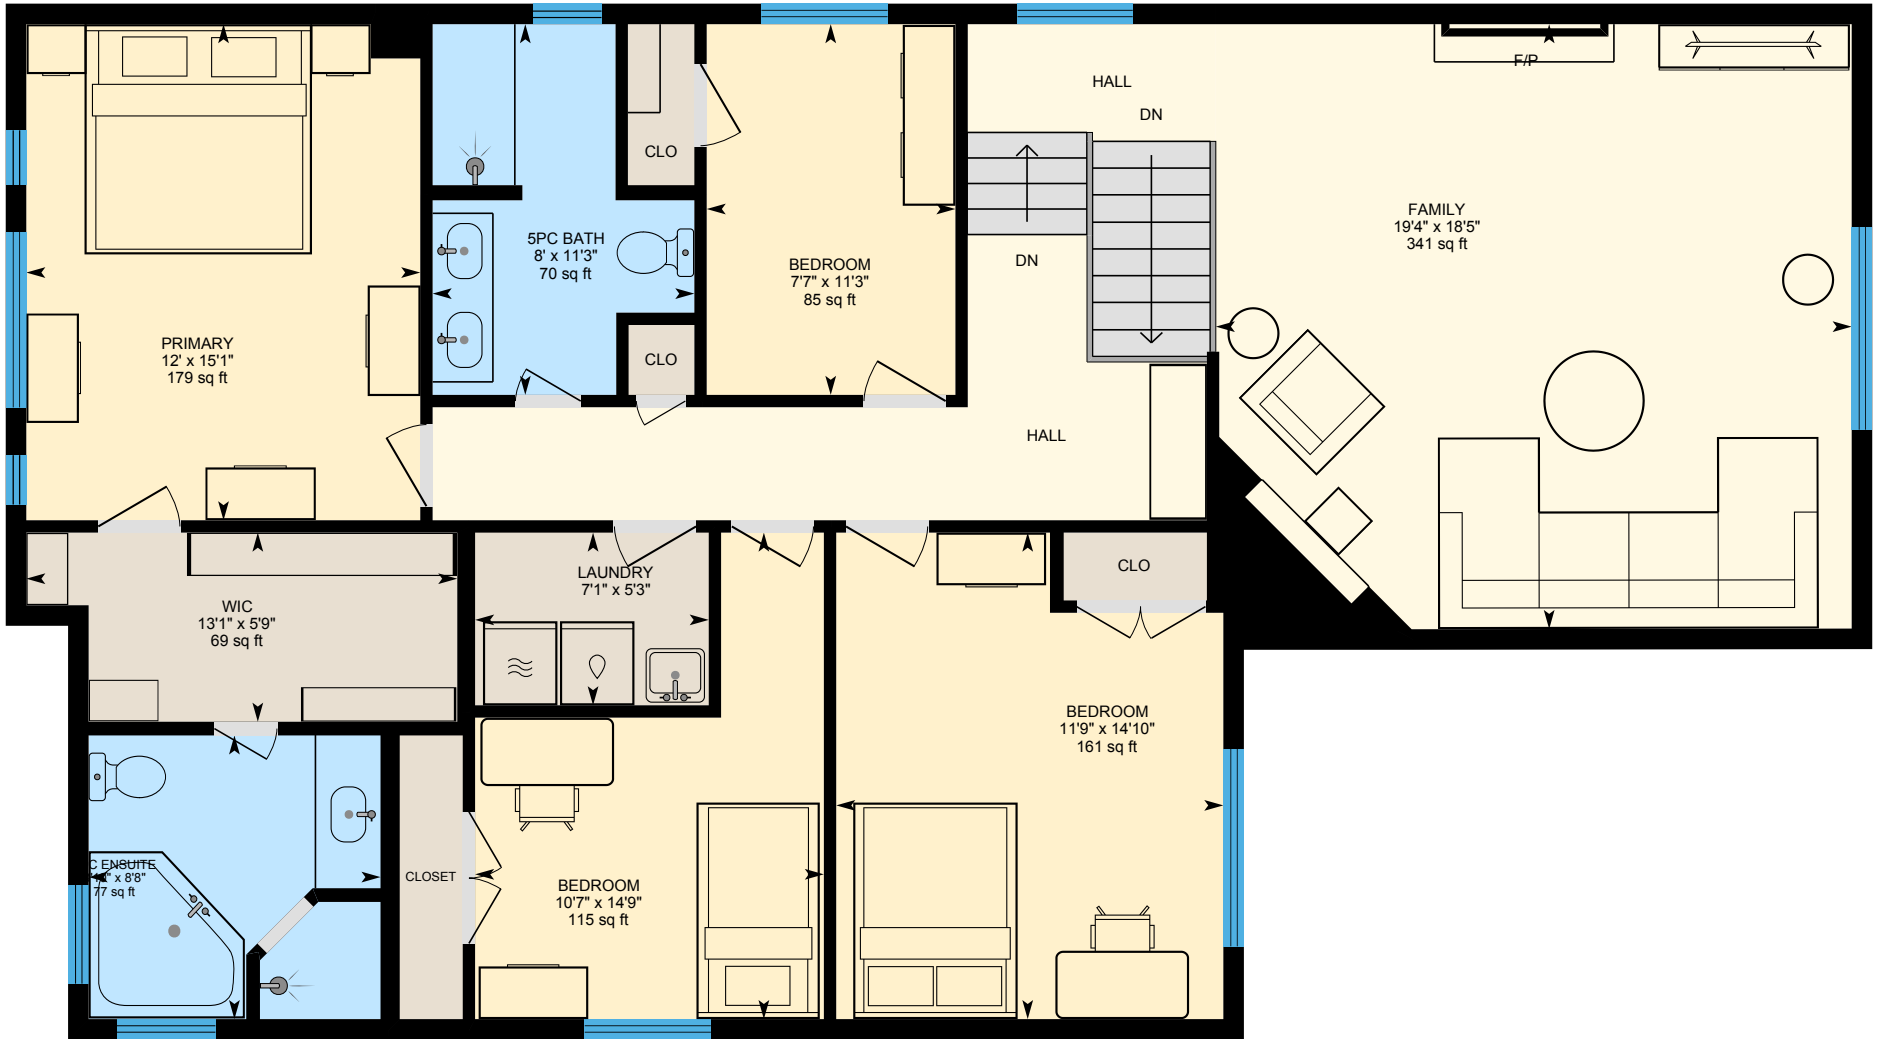 F/P
HALL
DN
CLO
FAMILY
19'4" x 18'5"
341 sq ft
5PC BATH
8' x 11'3"
70 sq ft
DN
BEDROOM
7'7" x 11'3"
85 sq ft
PRIMARY
12' x 15'1"
179 sq ft
CLO
HALL
LAUNDRY
7'1" x 5'3"
CLO
WIC
13'1" x 5'9"
69 sq ft
BEDROOM
11'9" x 14'10"
161 sq ft
C ENSUITE
x 8'8"
77 sq ft
CLOSET
BEDROOM
10'7" x 14'9"
115 sq ft